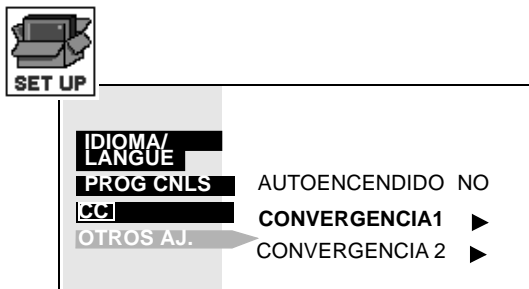 SET UP
IDIOMA/
LANGUE
PROG CNLS
CC
OTROS AJ.
AUTOENCENDIDO NO
CONVERGENCIA1
CONVERGENCIA 2